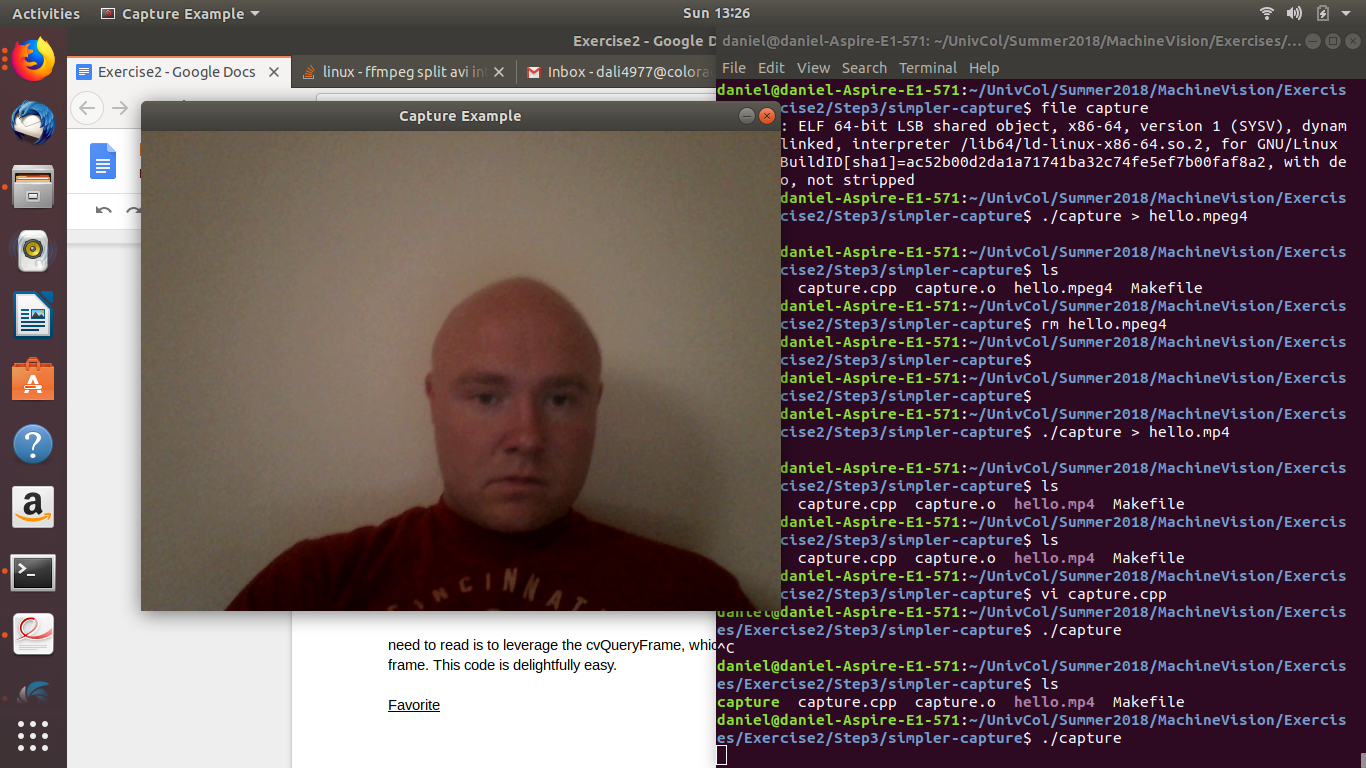 Activities
Capture Example
Sun 13:26
Exercise2 - Google D
daniel@daniel-Aspire-E1-571: ~/UnivCol/Summer2018/MachineVision/Exercises/…
Exercise2 - Google Docs
linux - ffmpeg split avi in
Inbox - dali4977@colora
File Edit View Search Terminal Help
Capture Example
CINCINNAT
need to read is to leverage the cvQueryFrame, whic
frame. This code is delightfully easy.
Favorite
daniel@daniel-Aspire-E1-571:~/UnivCol/Summer2018/MachineVision/Exercis
cise2/Step3/simpler-capture$ file capture
: ELF 64-bit LSB shared object, x86-64, version 1 (SYSV), dynam
linked, interpreter /lib64/ld-linux-x86-64.so.2, for GNU/Linux
BuildID[sha1]=ac52b00d2da1a71741ba32c74fe5ef7b00faf8a2, with de
o, not stripped
daniel-Aspire-E1-571:~/UnivCol/Summer2018/MachineVision/Exercis
cise2/Step3/simpler-capture$ ./capture > hello.mpeg4
daniel-Aspire-E1-571:~/UnivCol/Summer2018/MachineVision/Exercis
cise2/Step3/simpler-capture$ ls
capture.cpp capture.o hello.mpeg4 Makefile
daniel-Aspire-E1-571:~/UnivCol/Summer2018/MachineVision/Exercis
cise2/Step3/simpler-capture$ rm hello.mpeg4
daniel-Aspire-E1-571:~/UnivCol/Summer2018/MachineVision/Exercis
cise2/Step3/simpler-capture$
daniel-Aspire-E1-571:~/UnivCol/Summer2018/MachineVision/Exercis
cise2/Step3/simpler-capture$
daniel-Aspire-E1-571:~/UnivCol/Summer2018/MachineVision/Exercis
cise2/Step3/simpler-capture$ ./capture > hello.mp4
daniel-Aspire-E1-571:~/UnivCol/Summer2018/MachineVision/Exercis
cise2/Step3/simpler-capture$ ls
capture.cpp capture.o hello.mp4 Makefile
daniel-Aspire-E1-571:~/UnivCol/Summer2018/MachineVision/Exercis
cise2/Step3/simpler-capture$ ls
capture.cpp capture.o hello.mp4 Makefile
daniel-Aspire-E1-571:~/UnivCol/Summer2018/MachineVision/Exercis
cise2/Step3/simpler-capture$ vi capture.cpp
daniel@daniel-Aspire-E1-571:~/UnivCol/Summer2018/MachineVision/Exercis
es/Exercise2/Step3/simpler-capture$ ./capture
^C
daniel@daniel-Aspire-E1-571:~/UnivCol/Summer2018/MachineVision/Exercis
es/Exercise2/Step3/simpler-capture$ ls
capture capture.cpp capture.o hello.mp4 Makefile
daniel@daniel-Aspire-E1-571:~/UnivCol/Summer2018/MachineVision/Exercis
es/Exercise2/Step3/simpler-capture$ ./capture